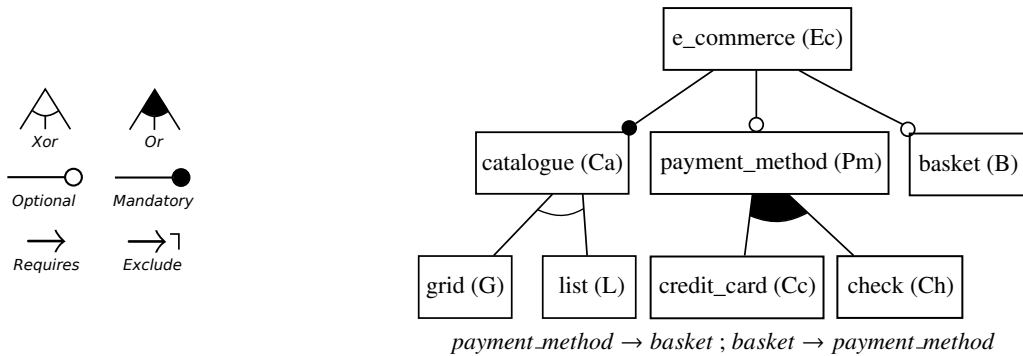 e_commerce (Ec)
Xor
Or
catalogue (Ca)
payment_method (Pm)
basket (B)
Optional
Mandatory
Requires
Exclude
grid (G)
list (L)
credit_card (Cc)
check (Ch)
payment_method → basket ; basket → payment_method